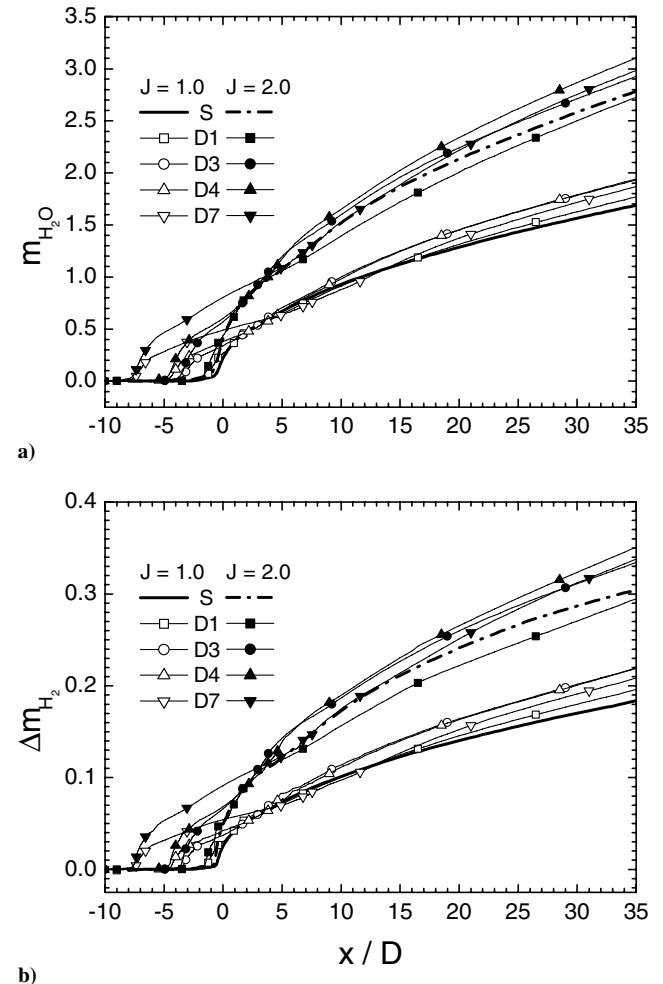 a)
3.5
3.0
2.5
2.0
1.5
1.0
0.5
0.0
m_H₂O
J = 1.0 J = 2.0
S
D1
D3
D4
D7
-10 -5 0 5 10 15 20 25 30 35
b)
0.4
0.3
0.2
0.1
0.0
Δm_H₂
J = 1.0 J = 2.0
S
D1
D3
D4
D7
-10 -5 0 5 10 15 20 25 30 35
x / D